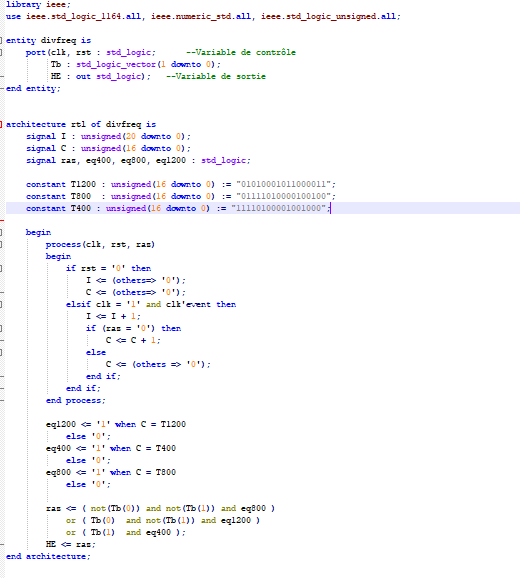 library ieee;
use ieee.std_logic_1164.all, ieee.numeric_std.all, ieee.std_logic_unsigned.all;
entity divfreq is
port(clk, rst : std_logic; --Variable de contrôle
Tb : std_logic_vector(1 downto 0);
HE : out std_logic); --Variable de sortie
end entity;
architecture rtl of divfreq is
signal I : unsigned(20 downto 0);
signal C : unsigned(16 downto 0);
signal ras, eq400, eq800, eq1200 : std_logic;
constant T1200 : unsigned(16 downto 0) := "01010001011000011";
constant T800 : unsigned(16 downto 0) := "01111010000100100";
constant T400 : unsigned(16 downto 0) := "11110100001001000";
begin
process(clk, rst, ras)
begin
if rst = '0' then
I <= (others=> '0');
C <= (others=> '0');
elsif clk = '1' and clk'event then
I <= I + 1;
if (ras = '0') then
C <= C + 1;
else
C <= (others => '0');
end if;
end if;
end process;
eq1200 <= '1' when C = T1200
else '0';
eq400 <= '1' when C = T400
else '0';
eq800 <= '1' when C = T800
else '0';
ras <= ( not(Tb(0)) and not(Tb(1)) and eq800 )
or ( Tb(0) and not(Tb(1)) and eq1200 )
or ( Tb(1) and eq400 );
HE <= ras;
end architecture;